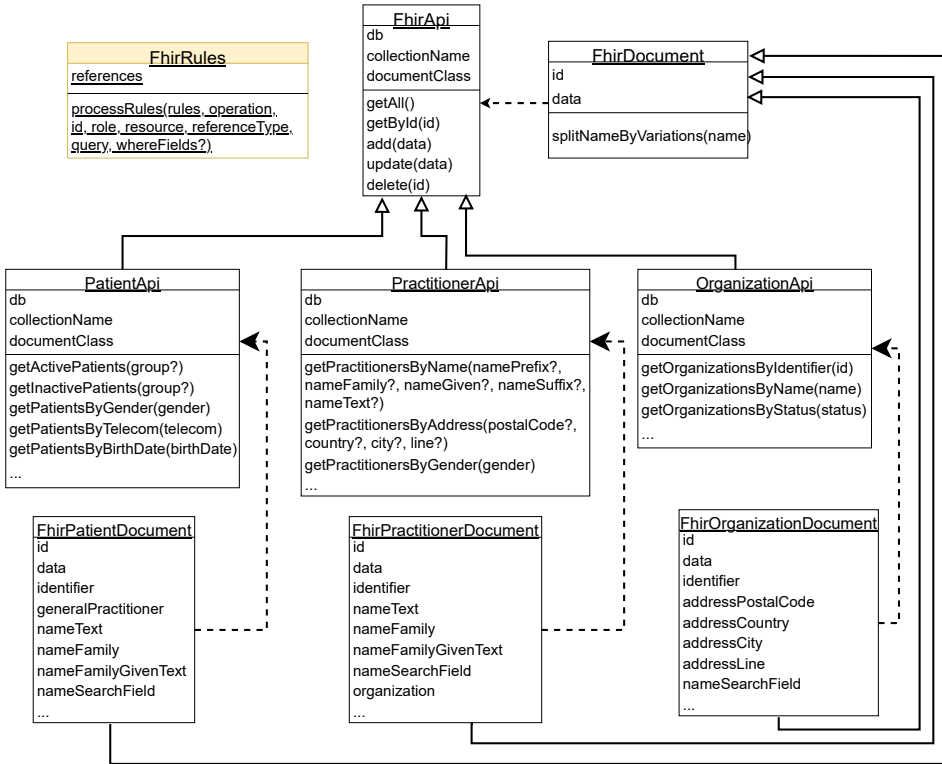 FhirRules
references
processRules(rules, operation,
id, role, resource, referenceType,
query, whereFields?)
FhirApi
db
collectionName
documentClass
getAll()
getById(id)
add(data)
update(data)
delete(id)
FhirDocument
id
data
splitNameByVariations(name)
PatientApi
db
collectionName
documentClass
getActivePatients(group?)
getInactivePatients(group?)
getPatientsByGender(gender)
getPatientsByTelecom(telecom)
getPatientsByBirthDate(birthDate)
...
PractitionerApi
db
collectionName
documentClass
getPractitionersByName(namePrefix?,
nameFamily?, nameGiven?, nameSuffix?,
nameText?)
getPractitionersByAddress(postalCode?,
country?, city?, line?)
getPractitionersByGender(gender)
...
OrganizationApi
db
collectionName
documentClass
getOrganizationsByIdentifier(id)
getOrganizationsByName(name)
getOrganizationsByStatus(status)
...
FhirPatientDocument
id
data
identifier
generalPractitioner
nameText
nameFamily
nameFamilyGivenText
nameSearchField
...
FhirPractitionerDocument
id
data
identifier
nameText
nameFamily
nameFamilyGivenText
nameSearchField
organization
...
FhirOrganizationDocument
id
data
identifier
addressPostalCode
addressCountry
addressCity
addressLine
nameSearchField
...